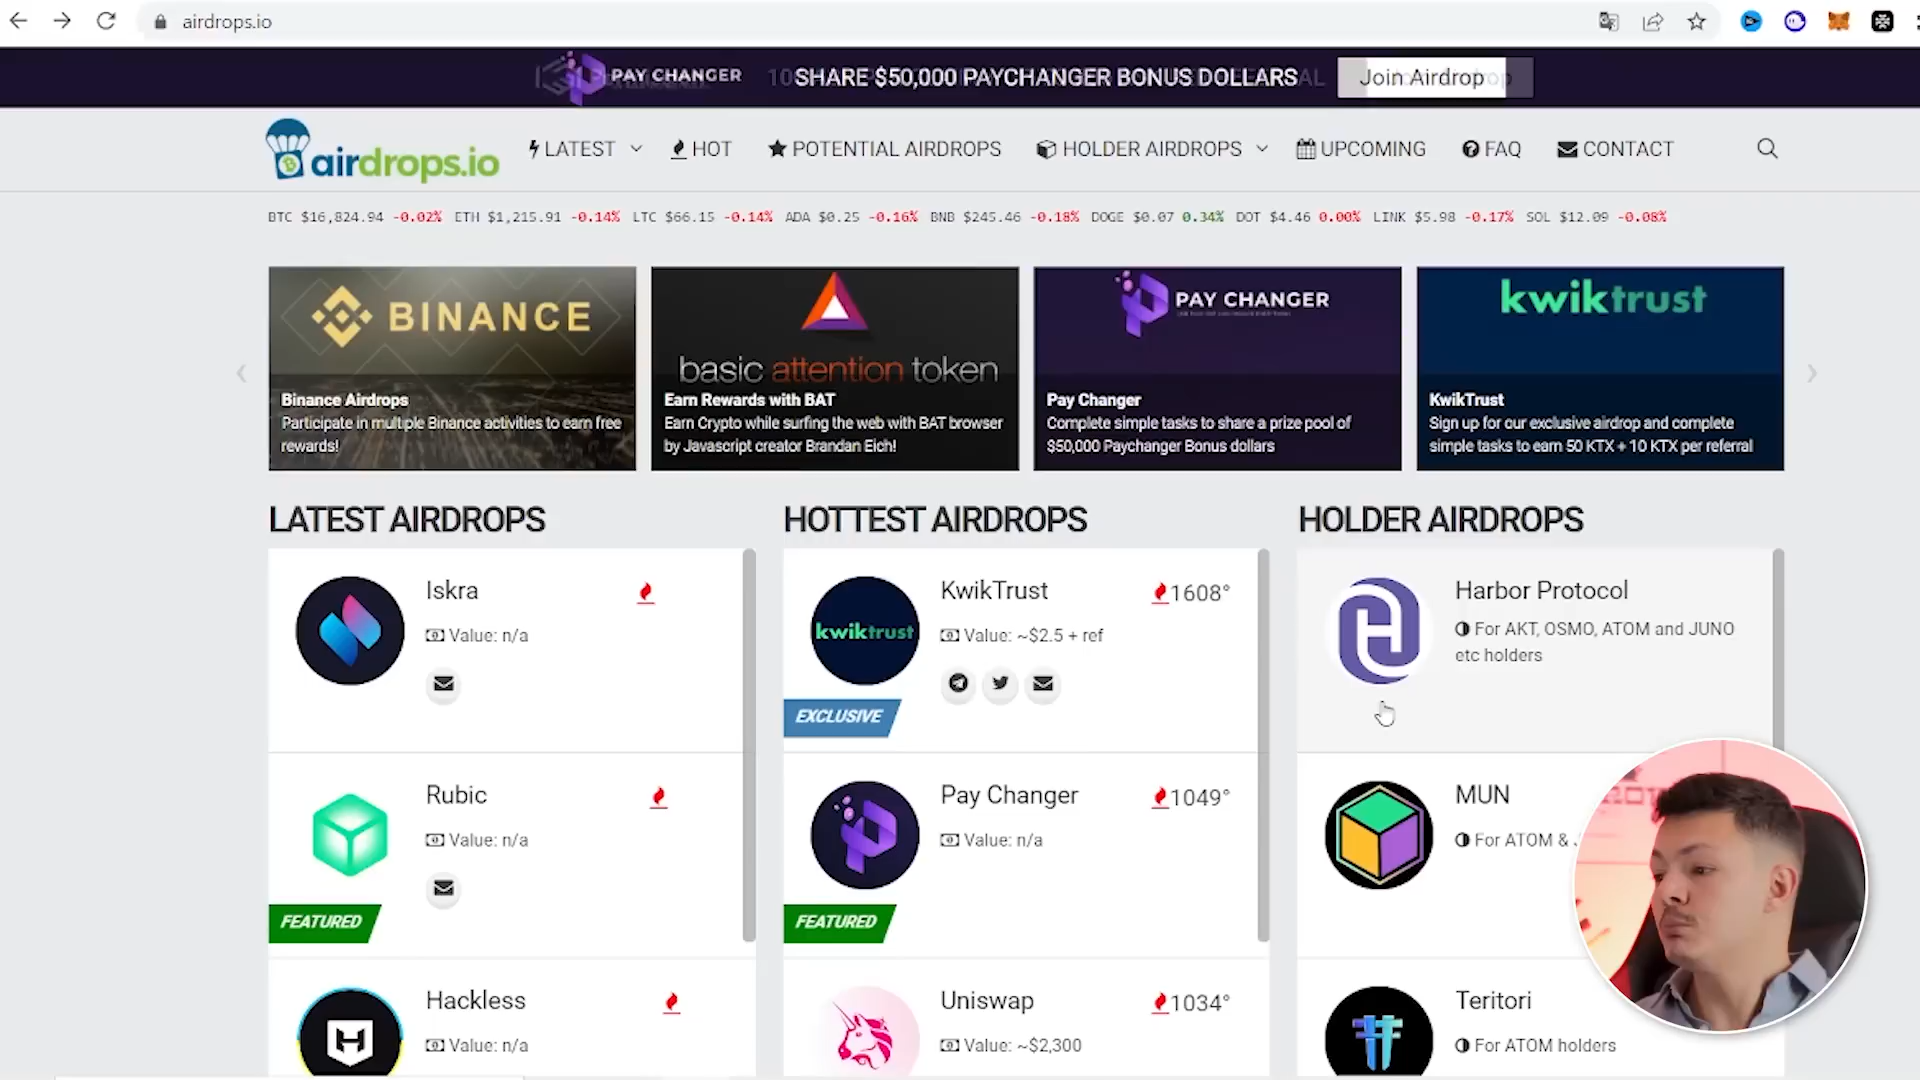 airdrops.io
PAY CHANGER SHARE $50,000 PAYCHANGER BONUS DOLLARS Join Airdrop
airdrops.io LATEST HOT POTENTIAL AIRDROPS HOLDER AIRDROPS UPCOMING FAQ CONTACT
BTC $16,824.94 -0.02% ETH $1,215.91 -0.14% LTC $66.15 -0.14% ADA $0.25 -0.16% BNB $245.46 -0.18% DOGE $0.07 0.34% DOT $4.46 0.00% LINK $5.98 -0.17% SOL $12.09 -0.08%
BINANCE
Binance Airdrops
Participate in multiple Binance activities to earn free
rewards!
basic attention token
Earn Rewards with BAT
Earn Crypto while surfing the web with BAT browser
by Javascript creator Brandan Eich!
PAY CHANGER
Pay Changer
Complete simple tasks to share a prize pool of
$50,000 Paychanger Bonus dollars
kwiktrust
KwikTrust
Sign up for our exclusive airdrop and complete
simple tasks to earn 50 KTX + 10 KTX per referral
LATEST AIRDROPS
Iskra
Value: n/a
Rubic
Value: n/a
FEATURED
Hackless
Value: n/a
HOTTEST AIRDROPS
KwikTrust 1608°
kwiktrust
Value: ~$2.5 + ref
EXCLUSIVE
Pay Changer 1049°
Value: n/a
FEATURED
Uniswap 1034°
Value: ~$2,300
HOLDER AIRDROPS
Harbor Protocol
For AKT, OSMO, ATOM and JUNO
etc holders
MUN
For ATOM &
Teritori
For ATOM holders